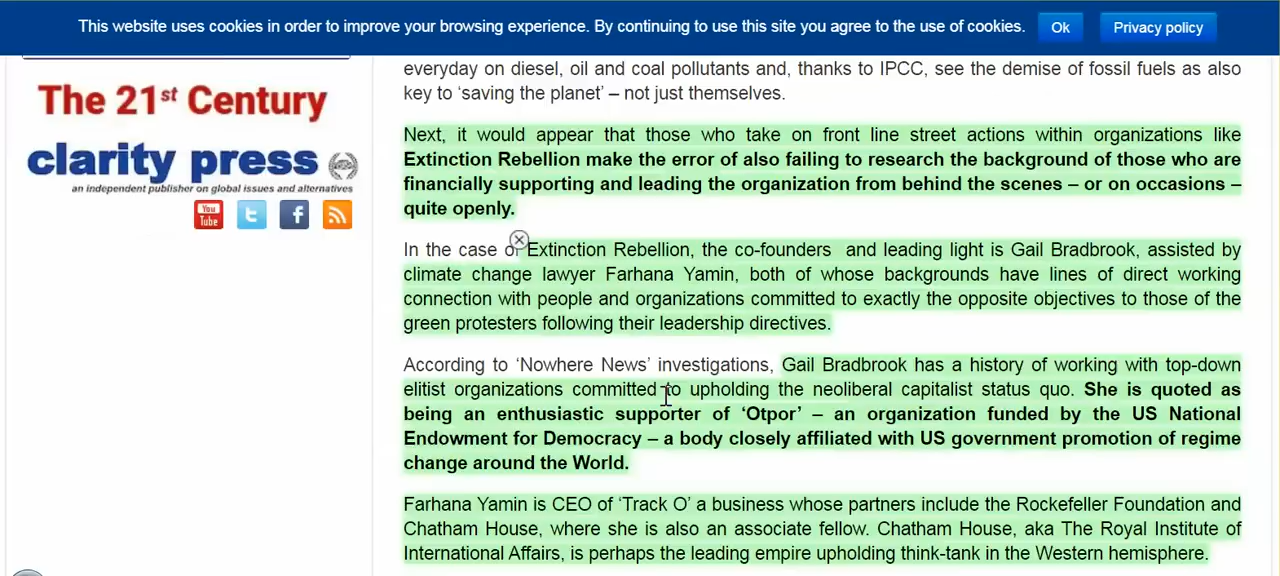 This website uses cookies in order to improve your browsing experience. By continuing to use this site you agree to the use of cookies.
Ok
Privacy policy
The 21st Century
clarity press
an independent publisher on global issues and alternatives
You Tube
everyday on diesel, oil and coal pollutants and, thanks to IPCC, see the demise of fossil fuels as also
key to ‘saving the planet’ – not just themselves.
Next, it would appear that those who take on front line street actions within organizations like
Extinction Rebellion make the error of also failing to research the background of those who are
financially supporting and leading the organization from behind the scenes – or on occasions –
quite openly.
In the case of Extinction Rebellion, the co-founders and leading light is Gail Bradbrook, assisted by
climate change lawyer Farhana Yamin, both of whose backgrounds have lines of direct working
connection with people and organizations committed to exactly the opposite objectives to those of the
green protesters following their leadership directives.
According to ‘Nowhere News’ investigations, Gail Bradbrook has a history of working with top-down
elitist organizations committed to upholding the neoliberal capitalist status quo. She is quoted as
being an enthusiastic supporter of ‘Otpor’ – an organization funded by the US National
Endowment for Democracy – a body closely affiliated with US government promotion of regime
change around the World.
Farhana Yamin is CEO of ‘Track O’ a business whose partners include the Rockefeller Foundation and
Chatham House, where she is also an associate fellow. Chatham House, aka The Royal Institute of
International Affairs, is perhaps the leading empire upholding think-tank in the Western hemisphere.